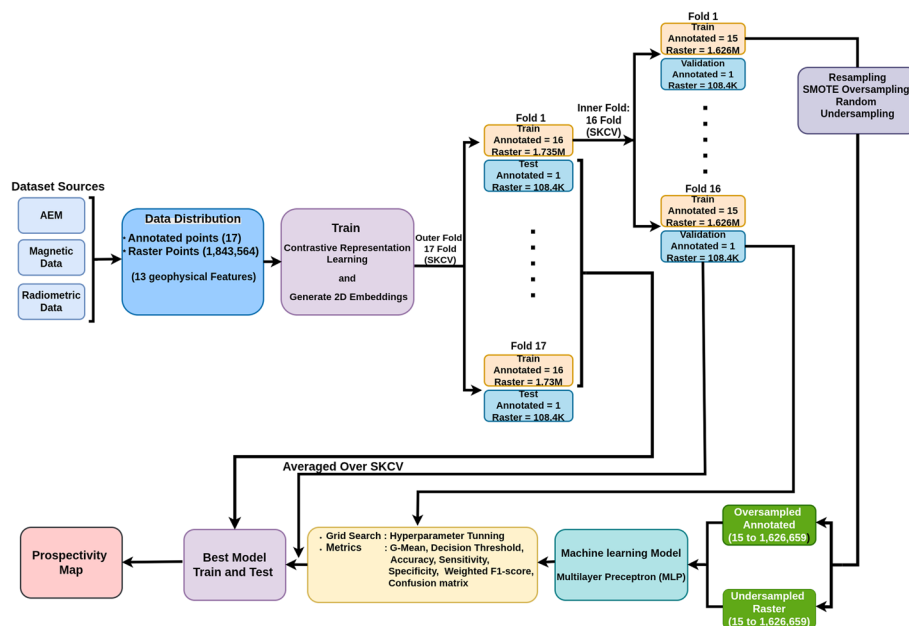 Dataset Sources
AEM
Magnetic
Data
Radiometric
Data
Data Distribution
* Annotated points (17)
* Raster Points (1,843,564)
(13 geophysical Features)
Train
Contrastive Representation
Learning
and
Generate 2D Embeddings
Outer Fold
17 Fold
(SKCV)
Fold 1
Train
Annotated = 16
Raster = 1.735M
Test
Annotated = 1
Raster = 108.4K
Fold 17
Train
Annotated = 16
Raster = 1.73M
Test
Annotated = 1
Raster = 108.4K
Inner Fold:
16 Fold
(SKCV)
Fold 1
Train
Annotated = 15
Raster = 1.626M
Validation
Annotated = 1
Raster = 108.4K
Fold 16
Train
Annotated = 15
Raster = 1.626M
Validation
Annotated = 1
Raster = 108.4K
Resampling
SMOTE Oversampling
Random
Undersampling
Oversampled
Annotated
(15 to 1,626,659)
Undersampled
Raster
(15 to 1,626,659)
Machine learning Model
Multilayer Preceptron (MLP)
. Grid Search : Hyperparameter Tunning
. Metrics : G-Mean, Decision Threshold,
Accuracy, Sensitivity,
Specificity, Weighted F1-score,
Confusion matrix
Averaged Over SKCV
Best Model
Train and Test
Prospectivity
Map